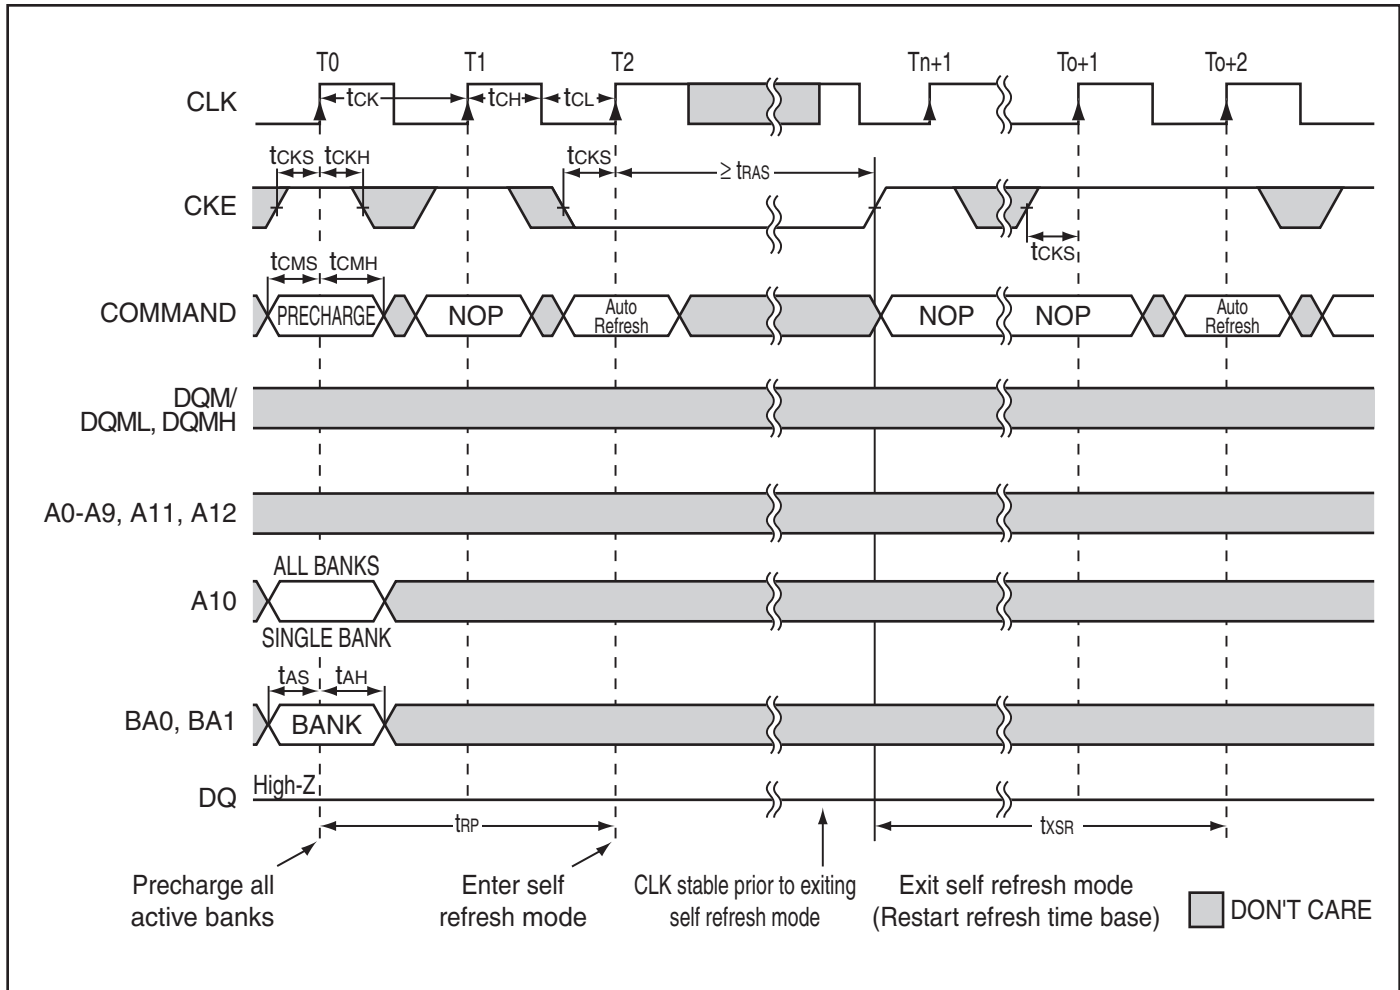 T0 T1 T2 Tn+1 To+1 To+2
CLK tCK tCH tCL
tCKS tCKH tCKS ≥ tRAS
CKE
tCKS
tCMS tCMH
COMMAND PRECHARGE NOP Auto Refresh NOP NOP Auto Refresh
DQM/
DQML, DQMH
A0-A9, A11, A12
ALL BANKS
A10
SINGLE BANK
tAS tAH
BA0, BA1 BANK
DQ High-Z
tRP tXSR
Precharge all
active banks
Enter self
refresh mode
CLK stable prior to exiting
self refresh mode
Exit self refresh mode
(Restart refresh time base)
DON'T CARE